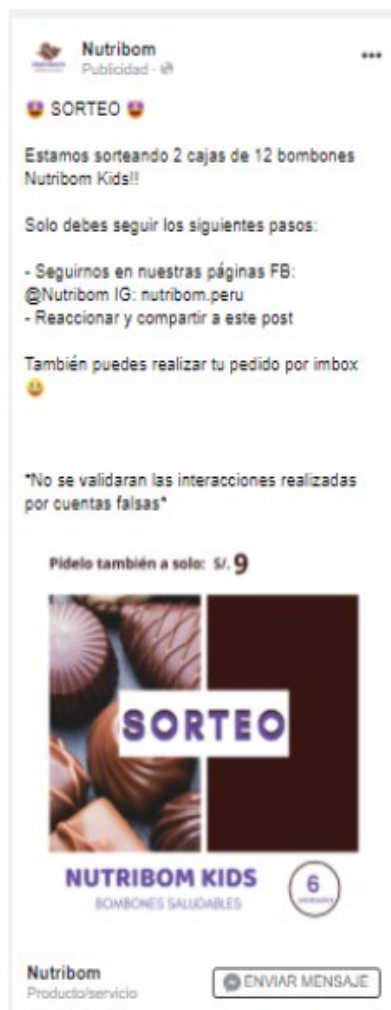 Nutribom
Publicidad ·
SORTEO
Estamos sorteando 2 cajas de 12 bombones
Nutribom Kids!!
Solo debes seguir los siguientes pasos:
- Seguirnos en nuestras páginas FB:
@Nutribom IG: nutribom.peru
- Reaccionar y compartir a este post
También puedes realizar tu pedido por imbox
*No se validaran las interacciones realizadas
por cuentas falsas*
Pídelo también a solo: S/. 9
SORTEO
NUTRIBOM KIDS
BOMBONES SALUDABLES
6
Nutribom
Producto/servicio
ENVIAR MENSAJE